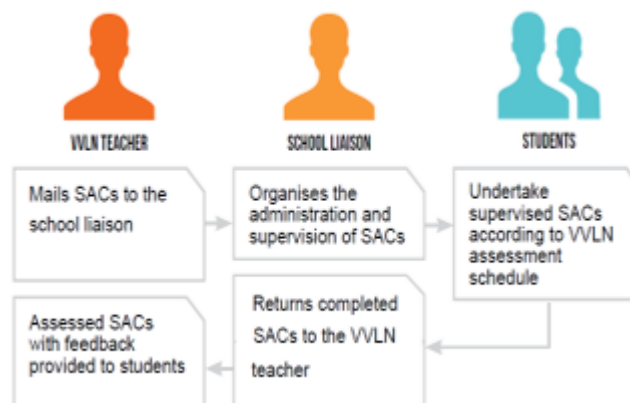 VVLN TEACHER
SCHOOL LIAISON
STUDENTS
Mails SACs to the
school liaison
Organises the
administration and
supervision of SACs
Undertake
supervised SACs
according to VVLN
assessment
schedule
Returns completed
SACs to the VVLN
teacher
Assessed SACs
with feedback
provided to students